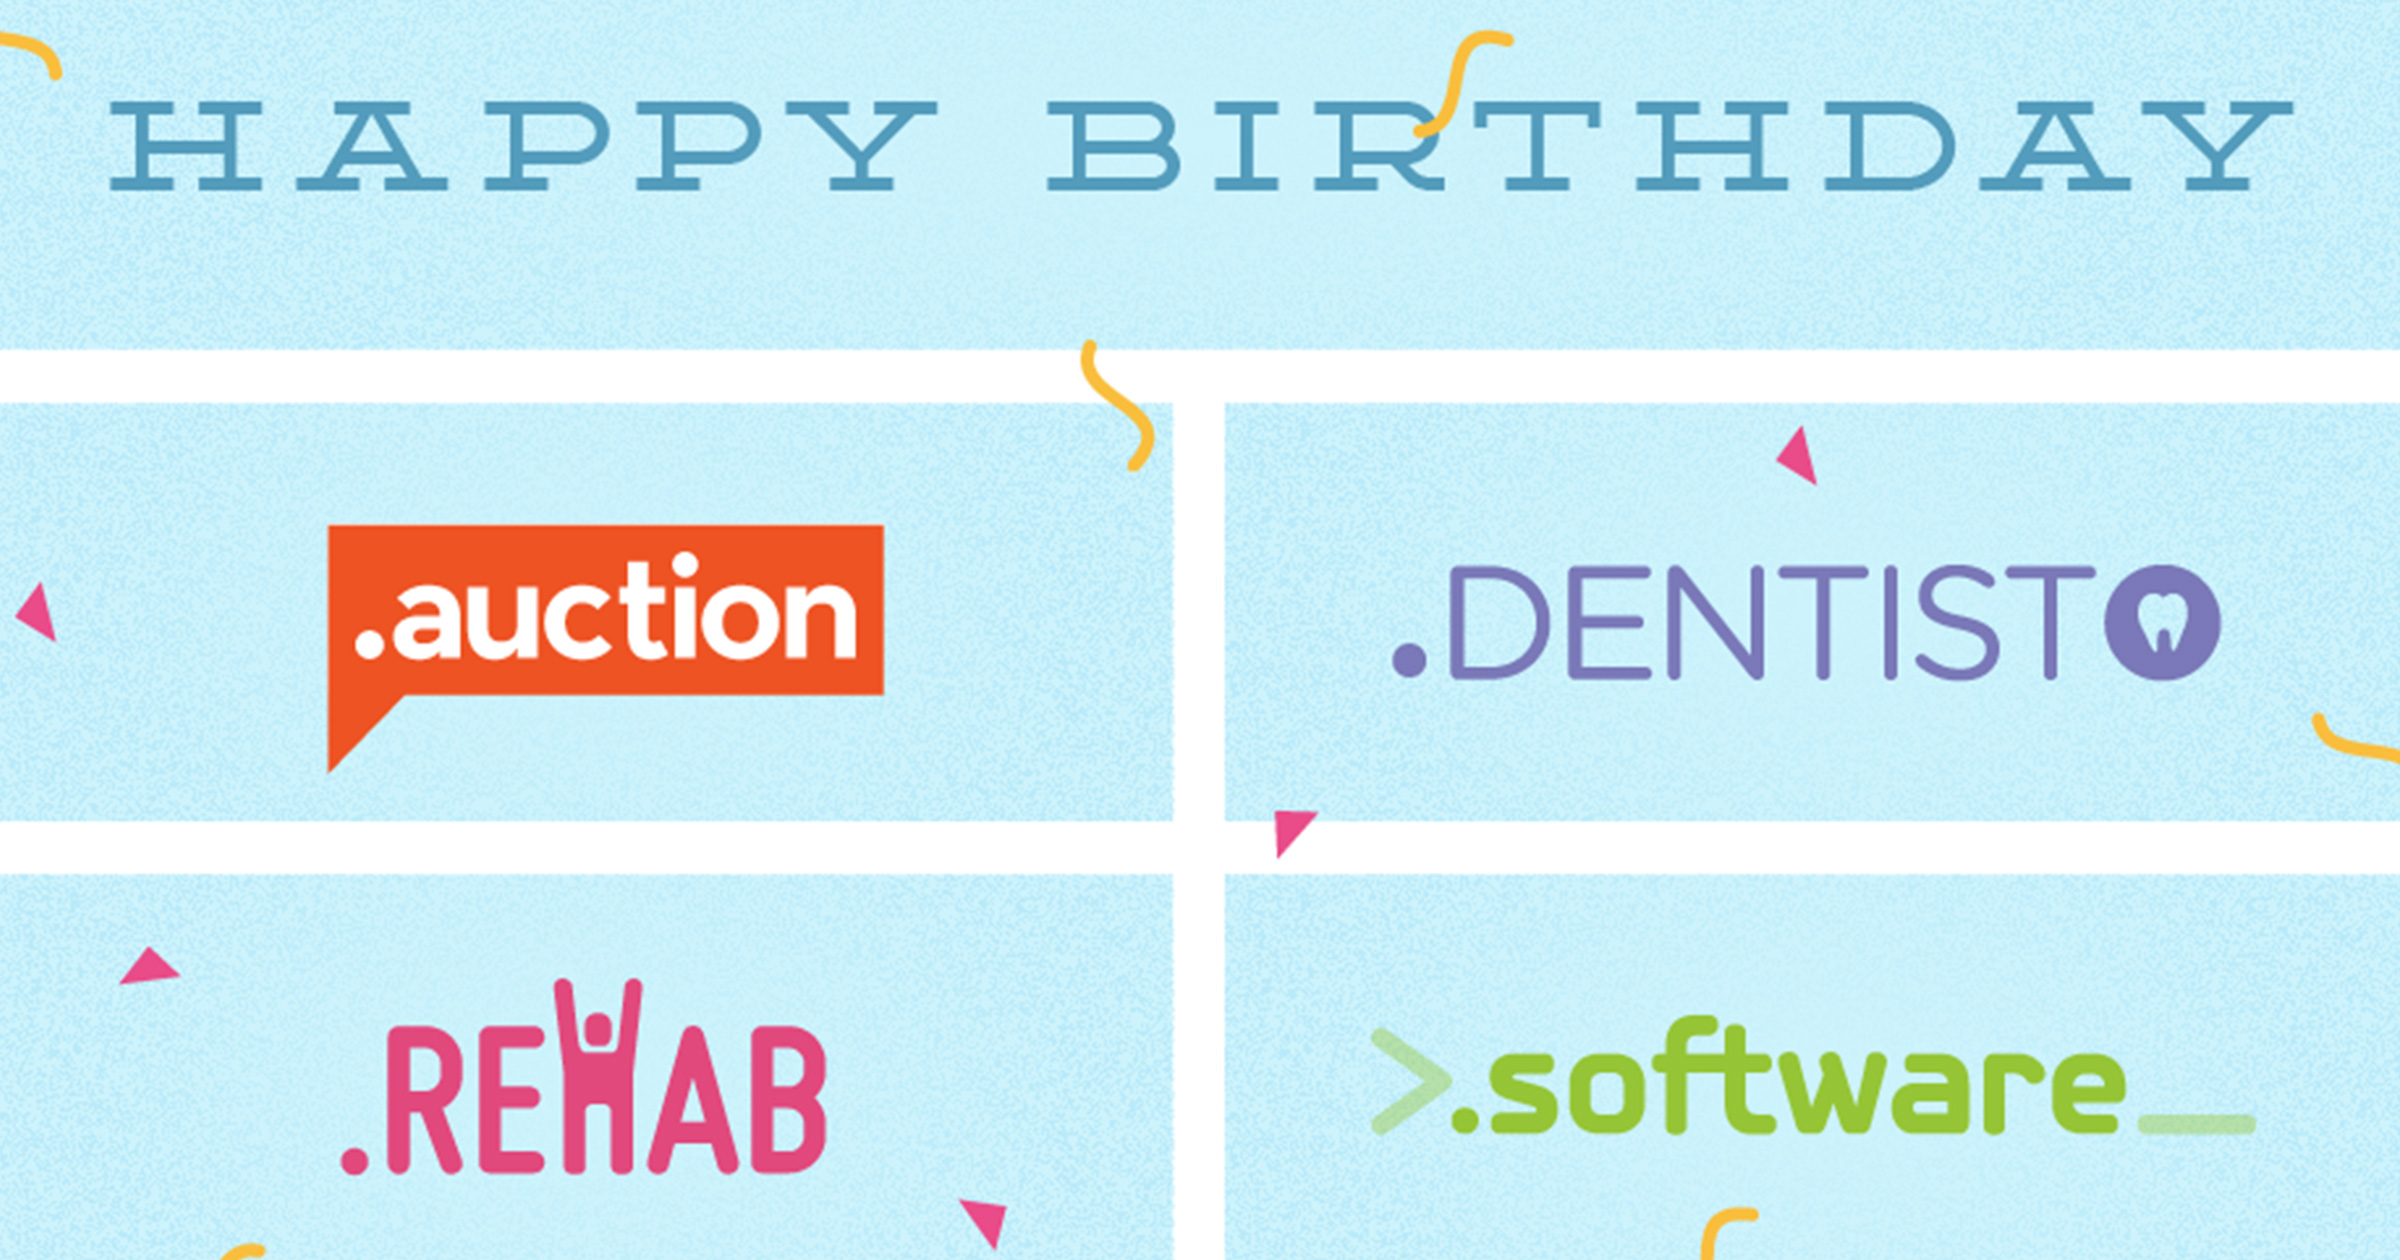 HAPPY BIRTHDAY
.auction
.DENTIST
.REHAB
>.software_